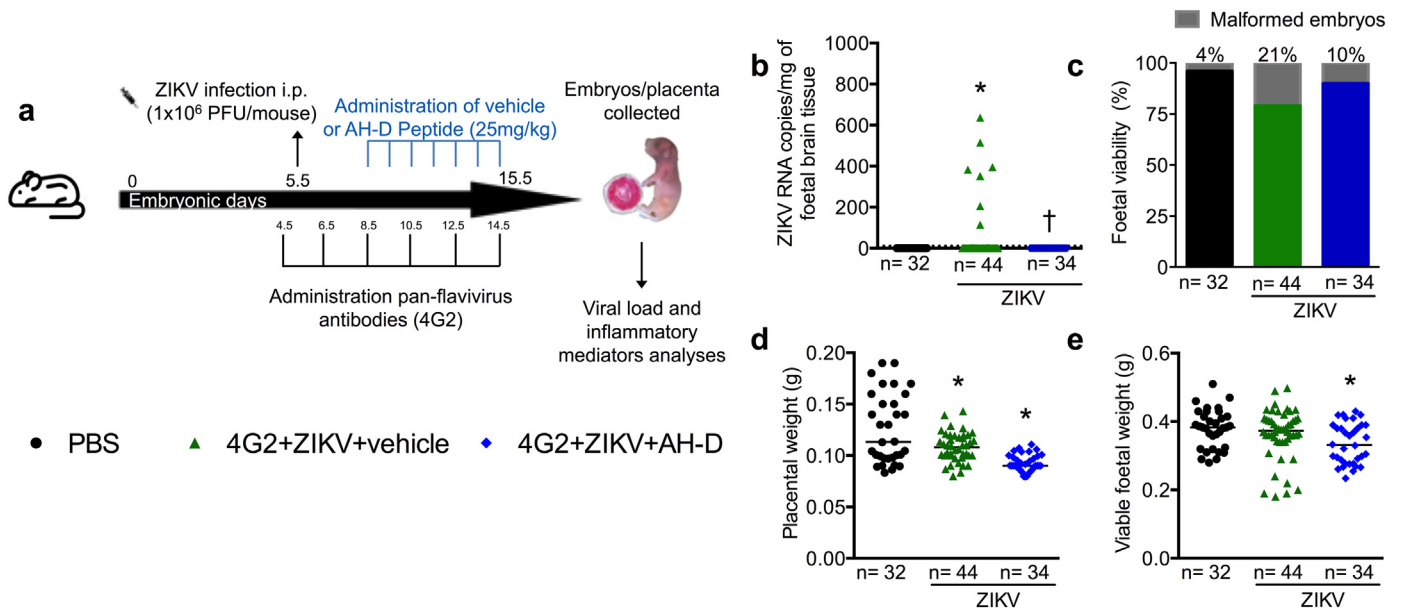 a
ZIKV infection i.p.
(1x10⁶ PFU/mouse)
Administration of vehicle
or AH-D Peptide (25mg/kg)
Embryos/placenta
collected
0
5.5
15.5
Embryonic days
4.5 6.5 8.5 10.5 12.5 14.5
Administration pan-flavivirus
antibodies (4G2)
Viral load and
inflammatory
mediators analyses
PBS
4G2+ZIKV+vehicle
4G2+ZIKV+AH-D
b
ZIKV RNA copies/mg of
foetal brain tissue
1000
800
600
400
200
0
*
†
n= 32 n= 44 n= 34
ZIKV
c
Malformed embryos
4% 21% 10%
Foetal viability (%)
100
75
50
25
0
n= 32 n= 44 n= 34
ZIKV
d
Placental weight (g)
0.20
0.15
0.10
0.05
0.00
*
*
n= 32 n= 44 n= 34
ZIKV
e
Viable foetal weight (g)
0.6
0.4
0.2
0.0
*
n= 32 n= 44 n= 34
ZIKV